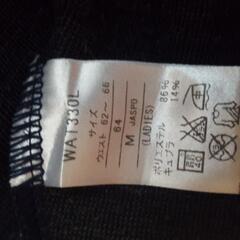 WA1330L
サイズ
ウエスト 62~66
64
M JASPO
(LADIES)
ポリエステル 86%
キュプラ 14%
40